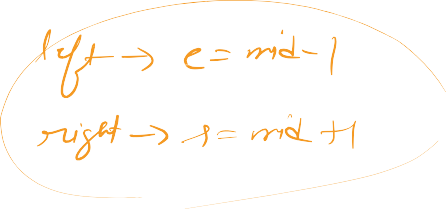 left → e = mid - 1
right → s = mid + 1